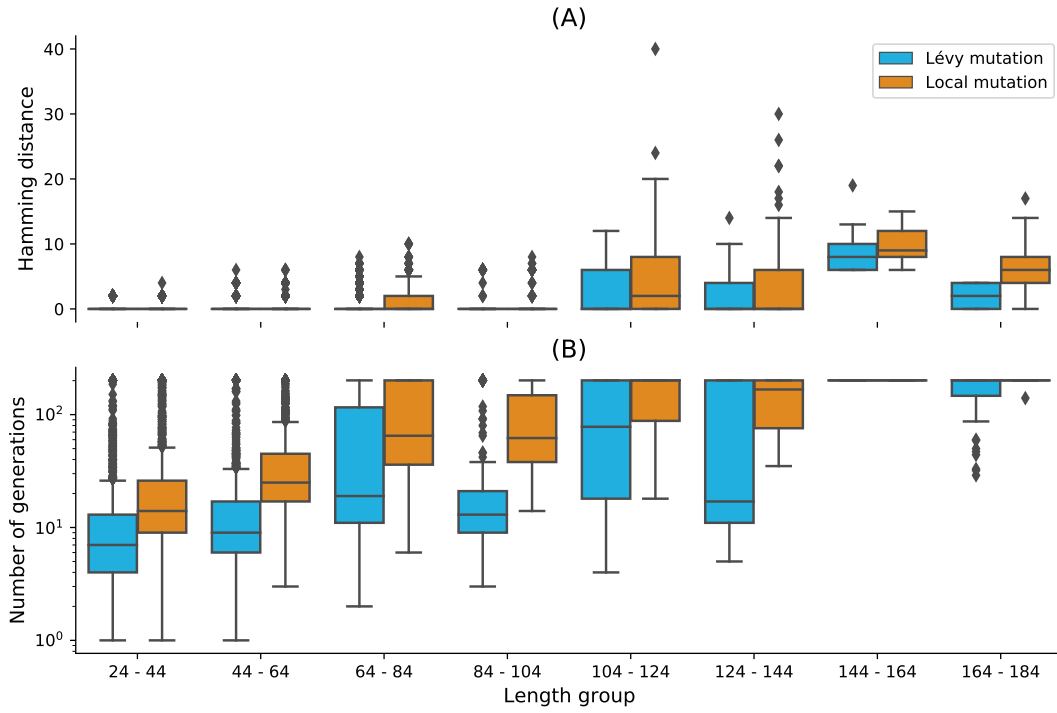 (A)
Hamming distance
40
30
20
10
0
Lévy mutation
Local mutation
(B)
Number of generations
10²
10¹
10⁰
24 - 44
44 - 64
64 - 84
84 - 104
104 - 124
124 - 144
144 - 164
164 - 184
Length group